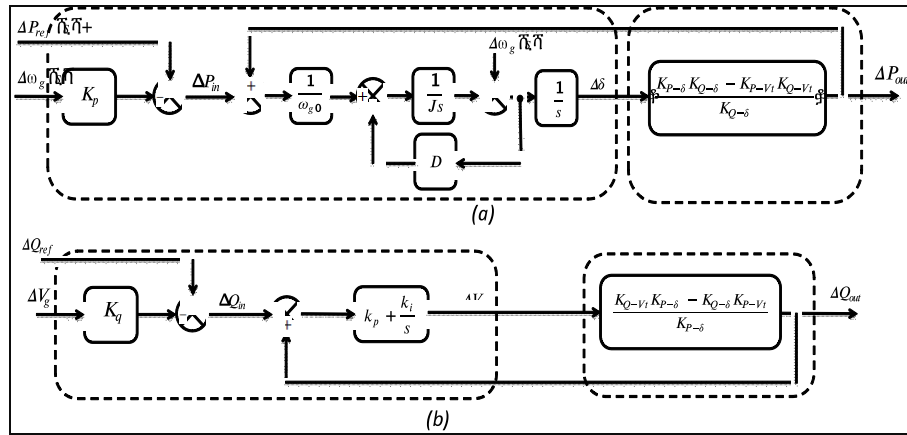 ΔP_ref +
Δω_g
K_p
-
ΔP_in
+
1/ω_g0
+
1/Js
Δω_g
1/s
Δδ
(K_P−δ K_Q−δ − K_P−Vt K_Q−Vt)/K_Q−δ
ΔP_out
D
(a)
ΔQ_ref
ΔV_g
K_q
-
ΔQ_in
+
k_p + k_i/s
(K_Q−Vt K_P−δ − K_Q−δ K_P−Vt)/K_P−δ
ΔQ_out
(b)